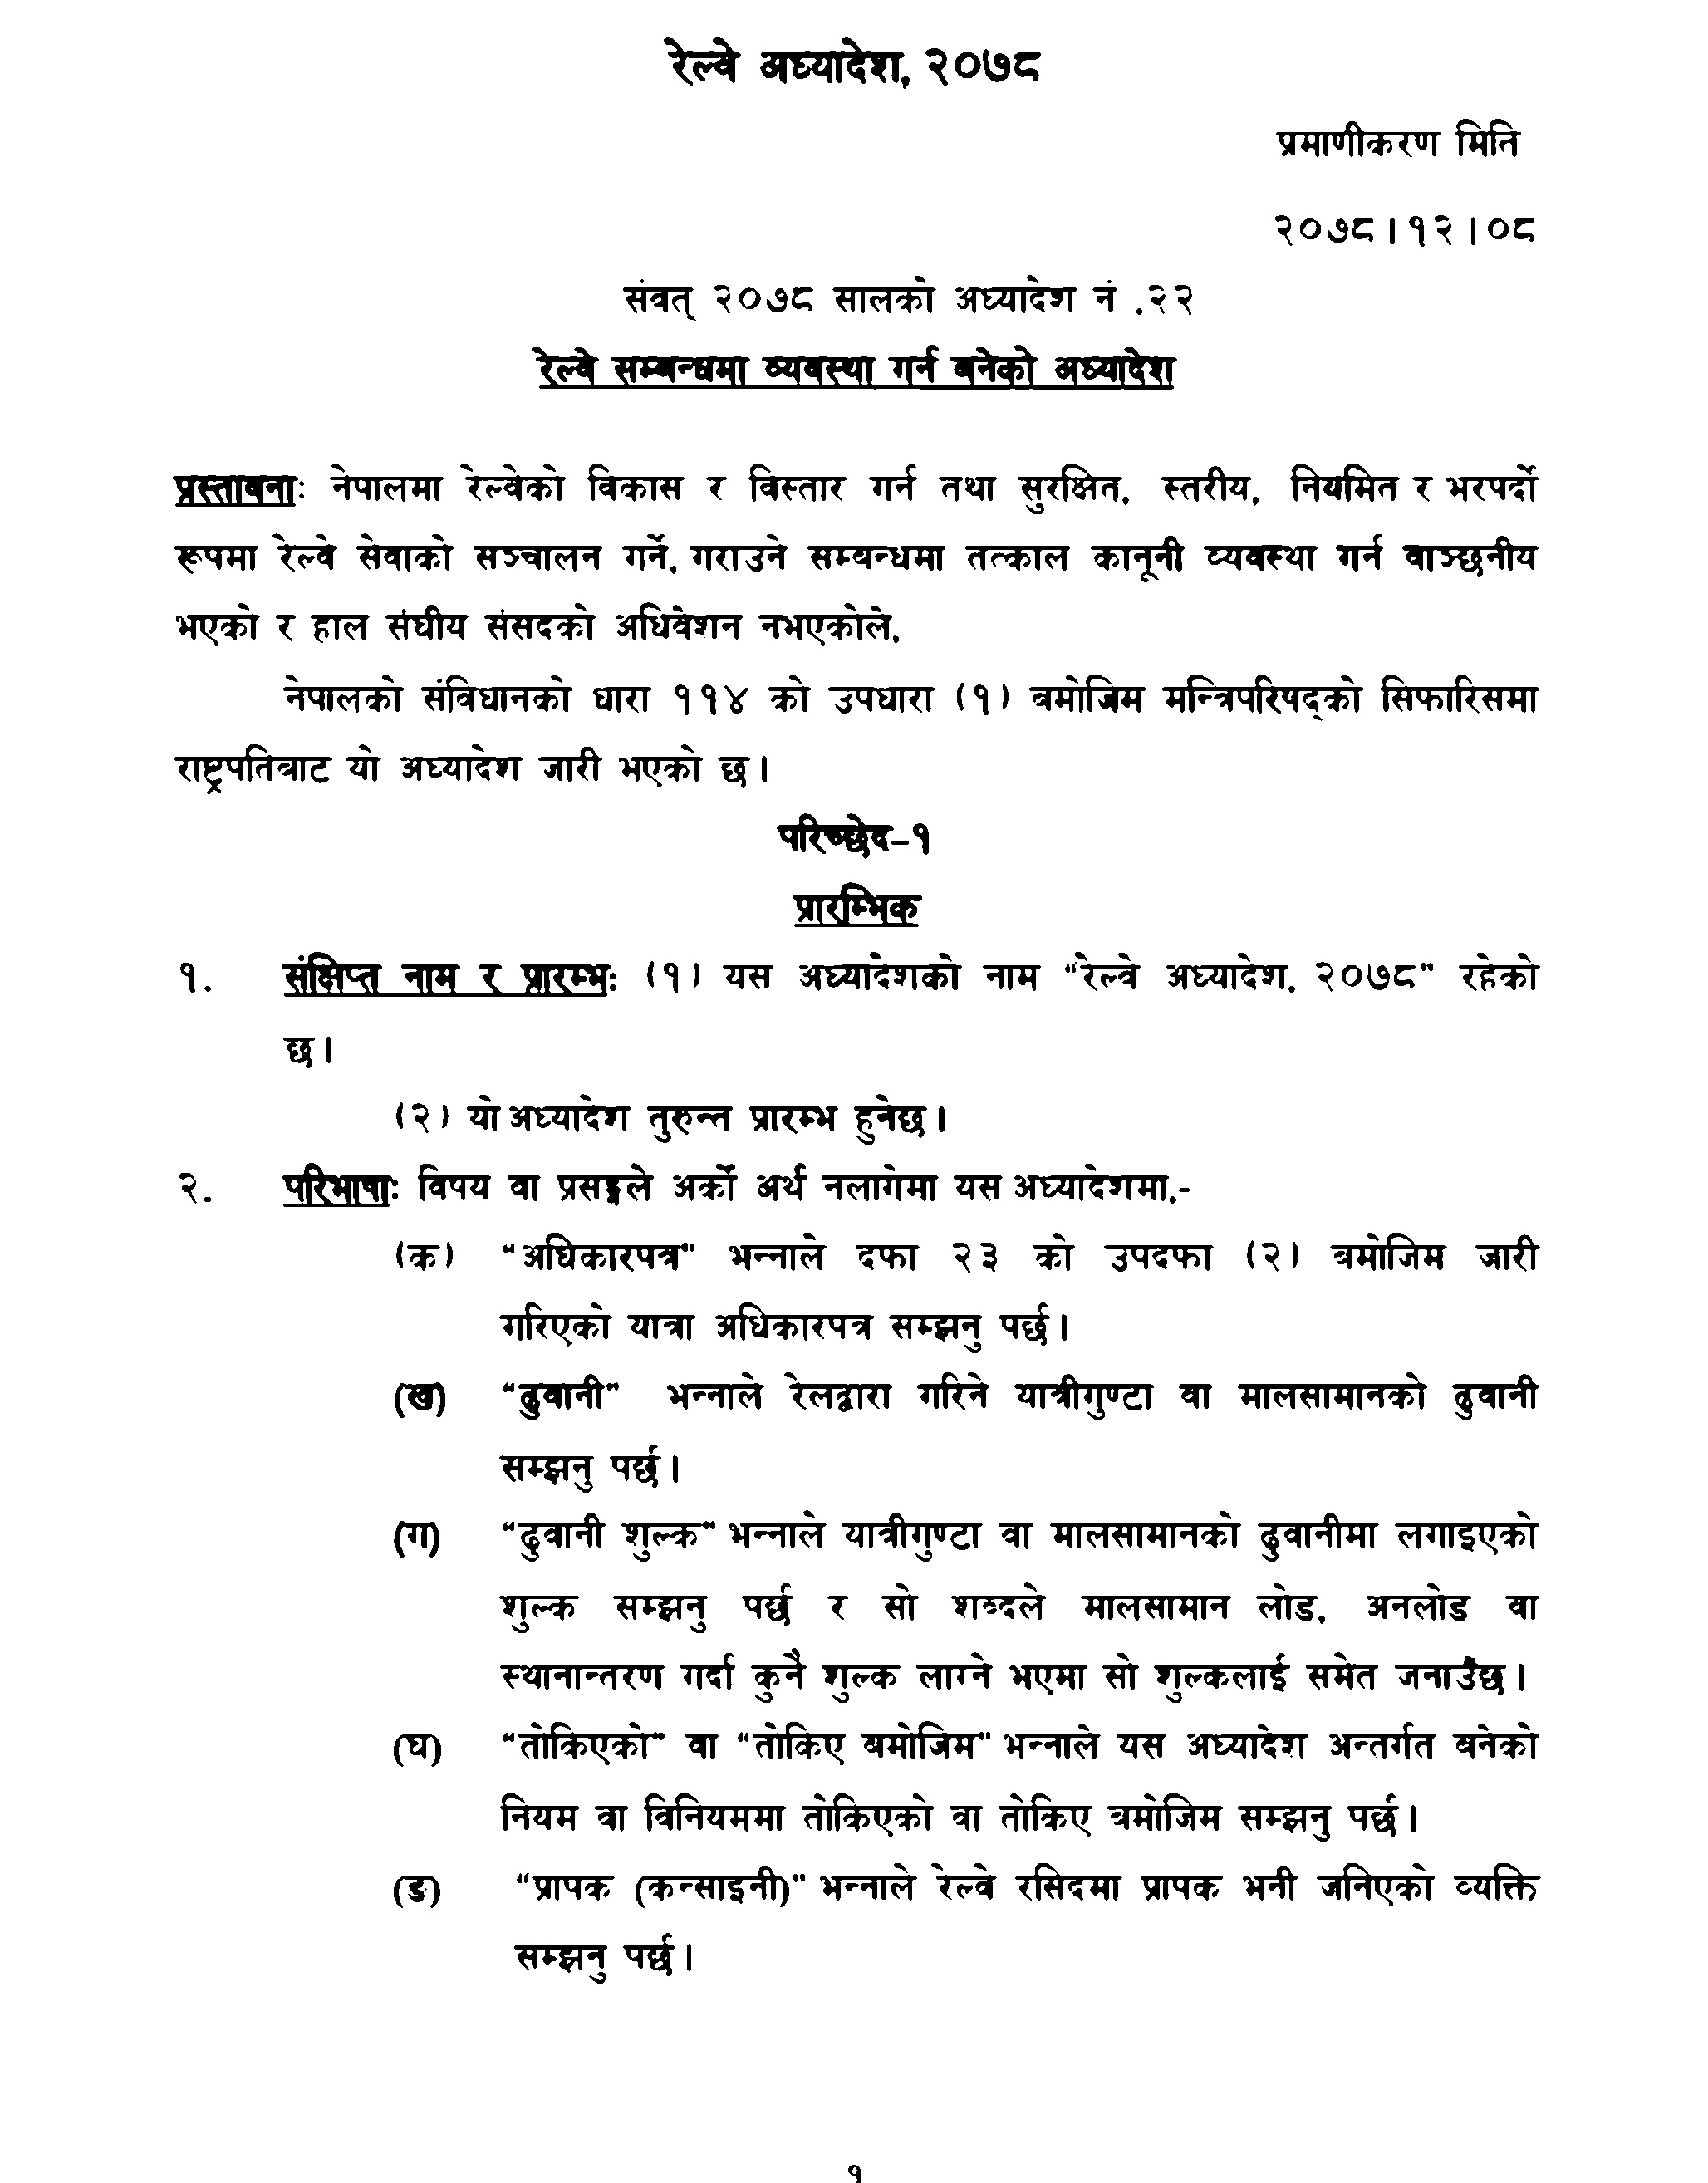 रेल्वे अध्यादेश, २०७८
प्रमाणीकरण मिति
२०७८।१२।०८
संवत् २०७८ सालको अध्यादेश नं .२२
रेल्वे सम्बन्धमा व्यवस्था गर्न बनेको अध्यादेश
प्रस्तावनाः नेपालमा रेल्वेको विकास र विस्तार गर्न तथा सुरक्षित, स्तरीय, नियमित र भरपर्दो
रूपमा रेल्वे सेवाको सञ्चालन गर्ने, गराउने सम्बन्धमा तत्काल कानूनी व्यवस्था गर्न वाञ्छनीय
भएको र हाल संघीय संसदको अधिवेशन नभएकोले,
नेपालको संविधानको धारा ११४ को उपधारा (१) बमोजिम मन्त्रिपरिषद्को सिफारिसमा
राष्ट्रपतिबाट यो अध्यादेश जारी भएको छ।
परिच्छेद-१
प्रारम्भिक
१. संक्षिप्त नाम र प्रारम्भः (१) यस अध्यादेशको नाम "रेल्वे अध्यादेश, २०७८" रहेको
छ।
(२) यो अध्यादेश तुरुन्त प्रारम्भ हुनेछ।
२. परिभाषाः विषय वा प्रसङ्गले अर्को अर्थ नलागेमा यस अध्यादेशमा,-
(क) "अधिकारपत्र" भन्नाले दफा २३ को उपदफा (२) बमोजिम जारी
गरिएको यात्रा अधिकारपत्र सम्झनु पर्छ।
(ख) "ढुवानी" भन्नाले रेलद्वारा गरिने यात्रीगुण्टा वा मालसामानको ढुवानी
सम्झनु पर्छ।
(ग) "ढुवानी शुल्क" भन्नाले यात्रीगुण्टा वा मालसामानको ढुवानीमा लगाइएको
शुल्क सम्झनु पर्छ र सो शब्दले मालसामान लोड, अनलोड वा
स्थानान्तरण गर्दा कुनै शुल्क लाग्ने भएमा सो शुल्कलाई समेत जनाउँछ।
(घ) "तोकिएको" वा "तोकिए बमोजिम" भन्नाले यस अध्यादेश अन्तर्गत बनेको
नियम वा विनियममा तोकिएको वा तोकिए बमोजिम सम्झनु पर्छ।
(ङ) "प्रापक (कन्साइनी)" भन्नाले रेल्वे रसिदमा प्रापक भनी जनिएको व्यक्ति
सम्झनु पर्छ।
१